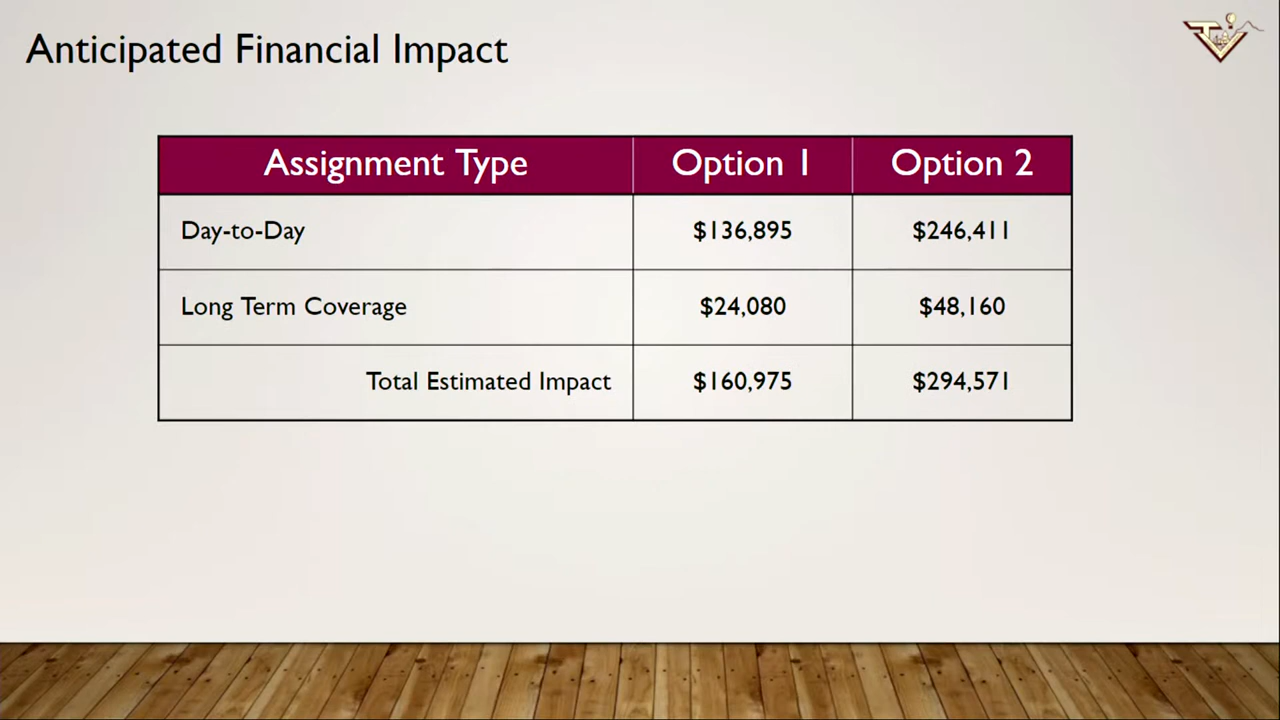 Anticipated Financial Impact
Assignment Type Option 1 Option 2
Day-to-Day $136,895 $246,411
Long Term Coverage $24,080 $48,160
Total Estimated Impact $160,975 $294,571